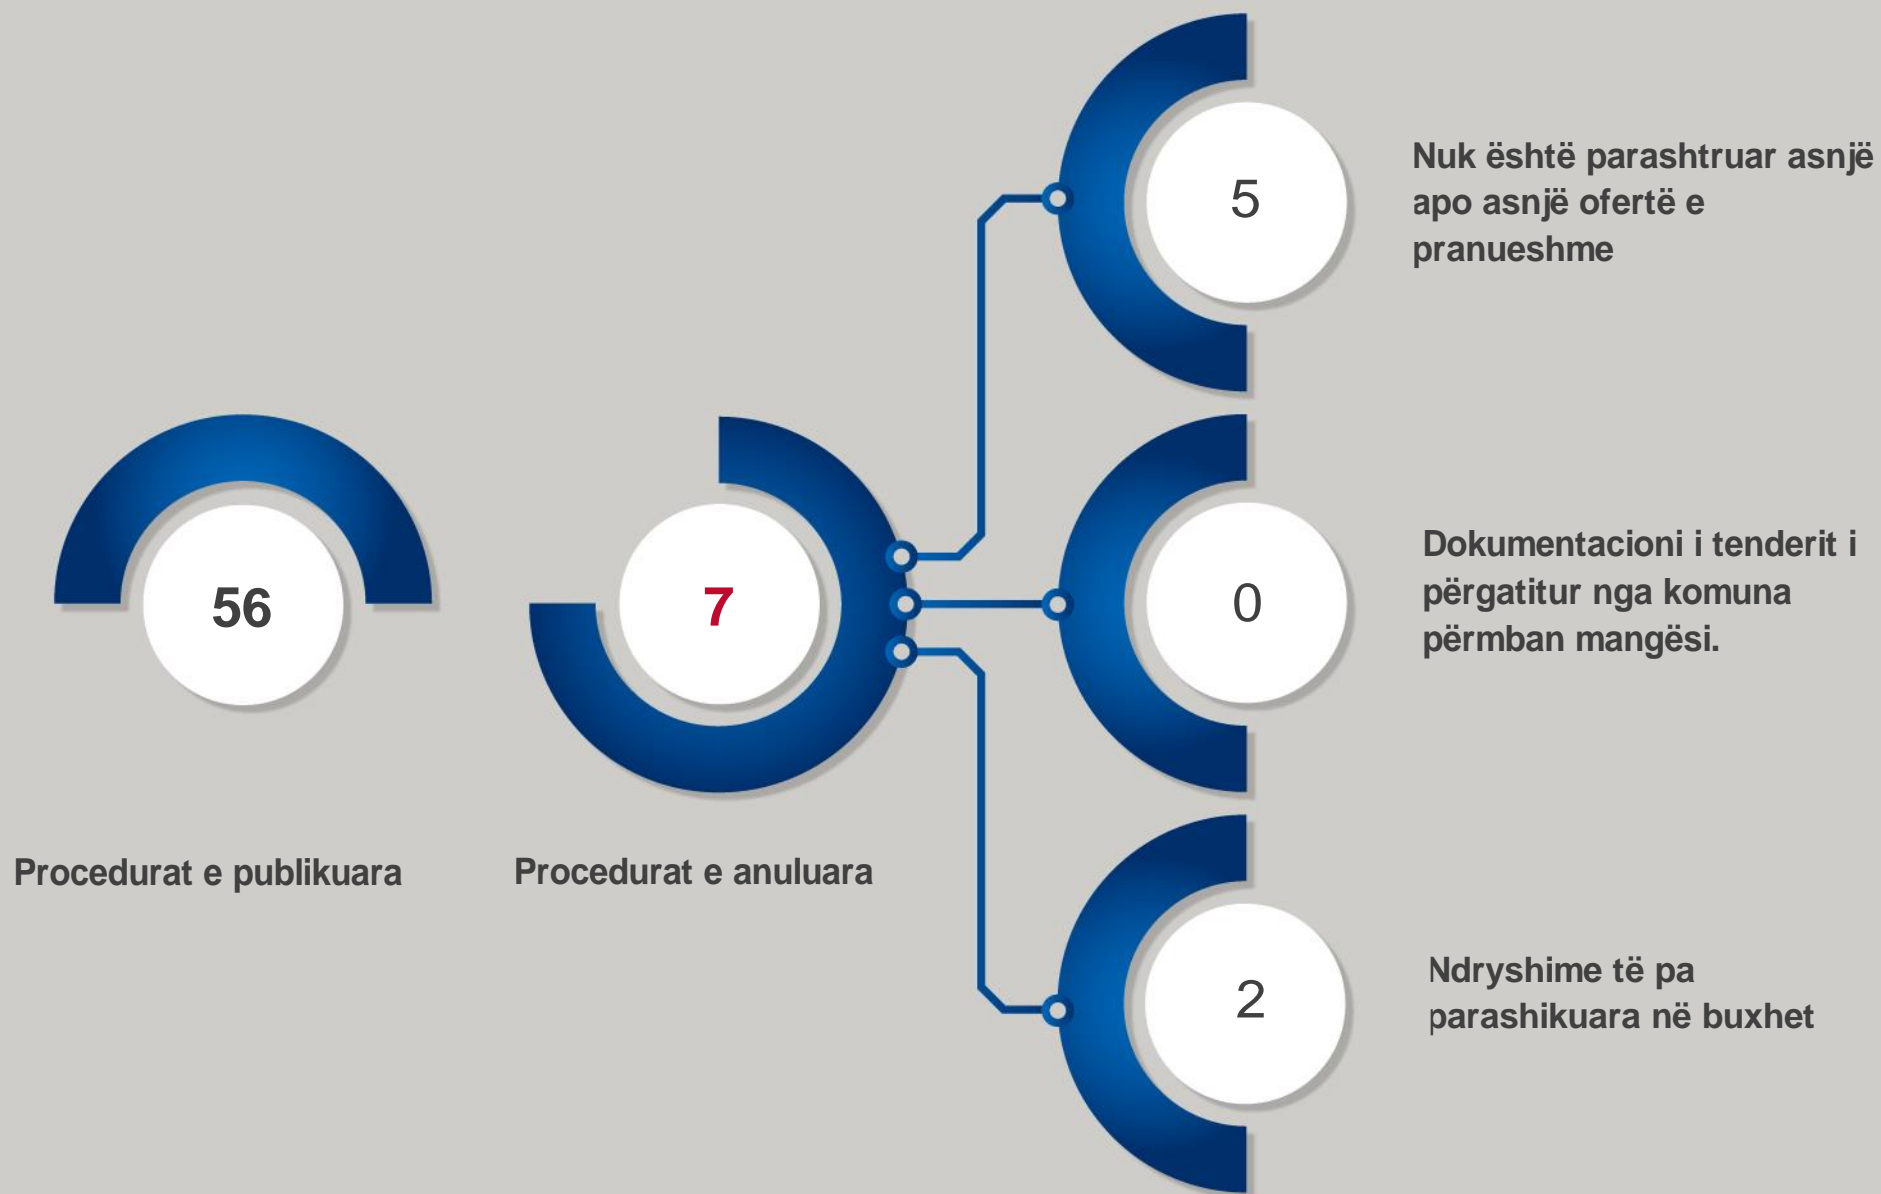 56
Procedurat e publikuara
7
Procedurat e anuluara
5
Nuk është parashtruar asnjë
apo asnjë ofertë e
pranueshme
0
Dokumentacioni i tenderit i
përgatitur nga komuna
përmban mangësi.
2
Ndryshime të pa
parashikuara në buxhet